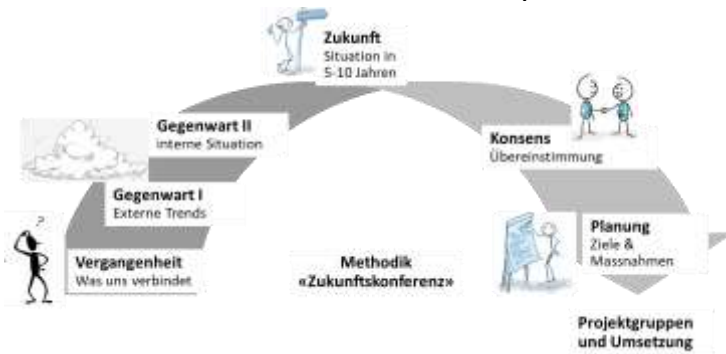 Zukunft
Situation in
5-10 Jahren
Gegenwart II
interne Situation
Konsens
Übereinstimmung
Gegenwart I
Externe Trends
?
Planung
Ziele &
Massnahmen
Vergangenheit
Was uns verbindet
Methodik
«Zukunftskonferenz»
Projektgruppen
und Umsetzung